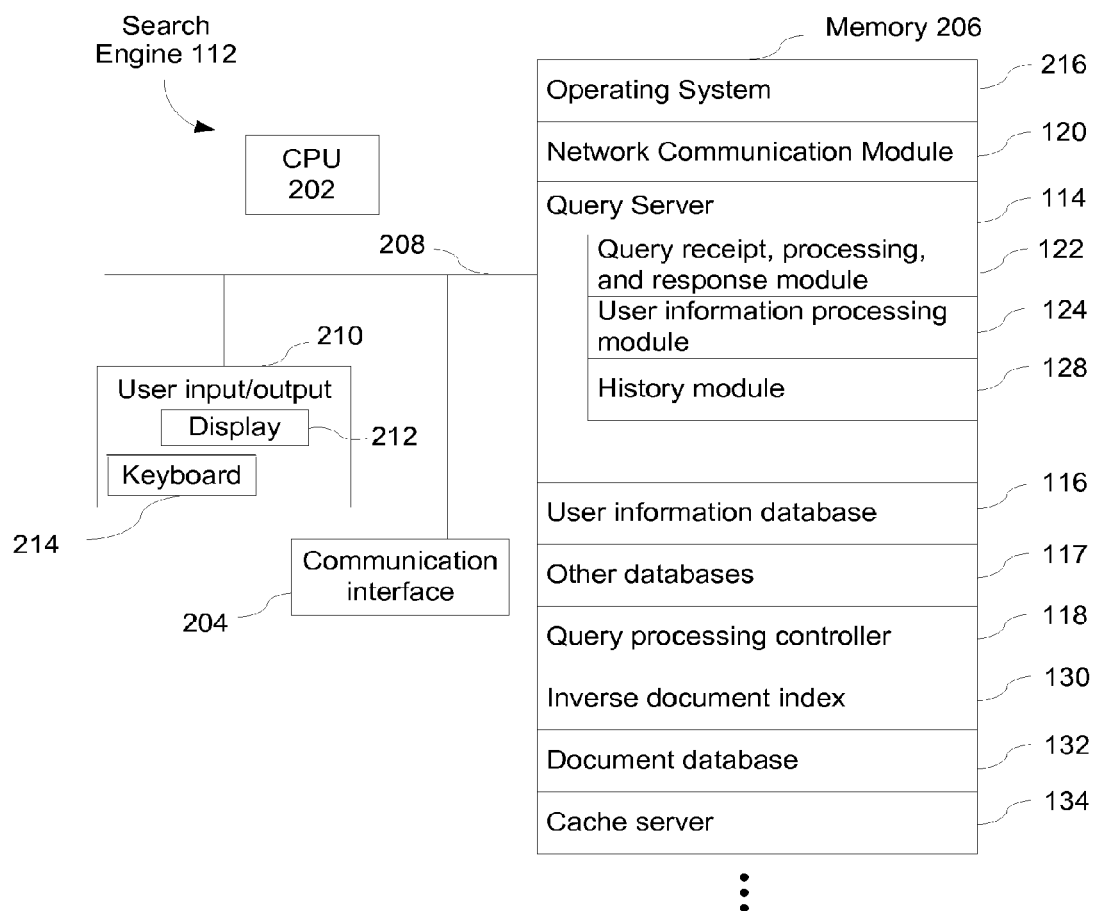 Search
Engine 112
Memory 206
CPU
202
208
210
User input/output
Display
212
Keyboard
214
Communication
interface
204
Operating System
216
Network Communication Module
120
Query Server
114
Query receipt, processing,
and response module
122
User information processing
module
124
History module
128
User information database
116
Other databases
117
Query processing controller
118
Inverse document index
130
Document database
132
Cache server
134